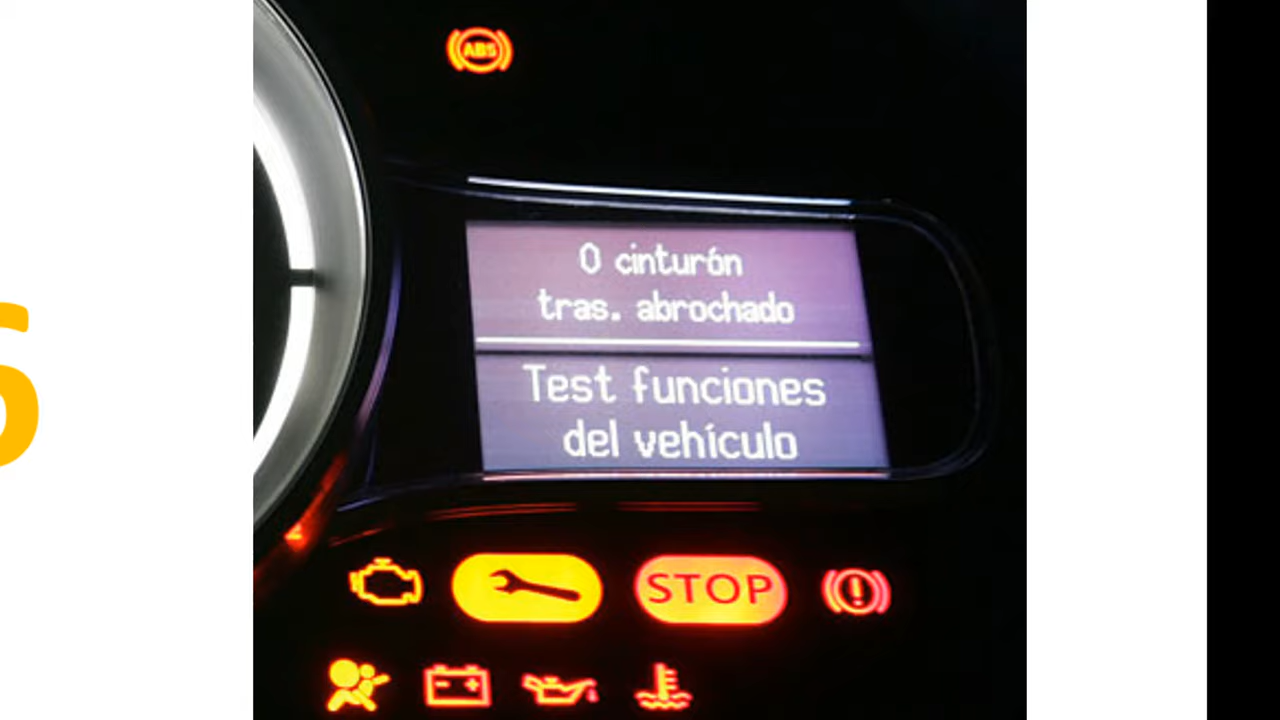 ABS
0 cinturón
tras. abrochado
Test funciones
del vehículo
STOP